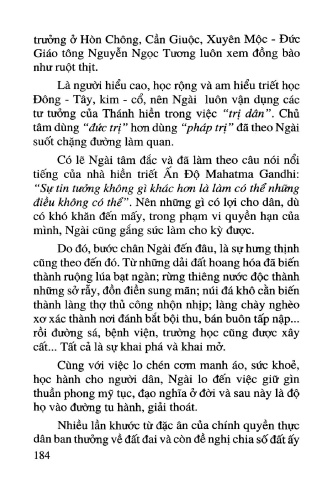 trưởng ở Hòn Chông, Cần Giuộc, Xuyên Mộc - Đức
Giáo tông Nguyễn Ngọc Tương luôn xem đồng bào
như ruột thịt.
Là người hiểu cao, học rộng và am hiểu triết học
Đông - Tây, kim - cổ, nên Ngài luôn vận dụng các
tư tưởng của Thánh hiền trong việc “trị dân”. Chủ
tâm dùng “đức trị” hơn dùng “pháp trị” đã theo Ngài
suốt chặng đường làm quan.
Có lẽ Ngài tâm đắc và đã làm theo câu nói nổi
tiếng của nhà hiền triết Ấn Độ Mahatma Gandhi:
“Sự tin tưởng không gì khác hơn là làm có thể những
điều không có thể”. Nên những gì có lợi cho dân, dù
có khó khăn đến mấy, trong phạm vi quyền hạn của
mình, Ngài cũng gắng sức làm cho kỳ được.
Do đó, bước chân Ngài đến đâu, là sự hưng thịnh
cũng theo đến đó. Từ những dải đất hoang hóa đã biến
thành ruộng lúa bạt ngàn; rừng thiêng nước độc thành
những sở rẫy, đồn điền sung mãn; núi đá khô cằn biến
thành làng thợ thủ công nhộn nhịp; làng chày nghèo
xơ xác thành nơi đánh bắt bội thu, bán buôn tấp nập...
rồi đường sá, bệnh viện, trường học cũng được xây
cất... Tất cả là sự khai phá và khai mở.
Cùng với việc lo chén cơm manh áo, sức khoẻ,
học hành cho người dân, Ngài lo đến việc giữ gìn
thuần phong mỹ tục, đạo nghĩa ở đời và sau này là độ
họ vào đường tu hành, giải thoát.
Nhiều lần khước từ đặc ân của chính quyền thực
dân ban thưởng về đất đai và còn đề nghị chia số đất ấy
184